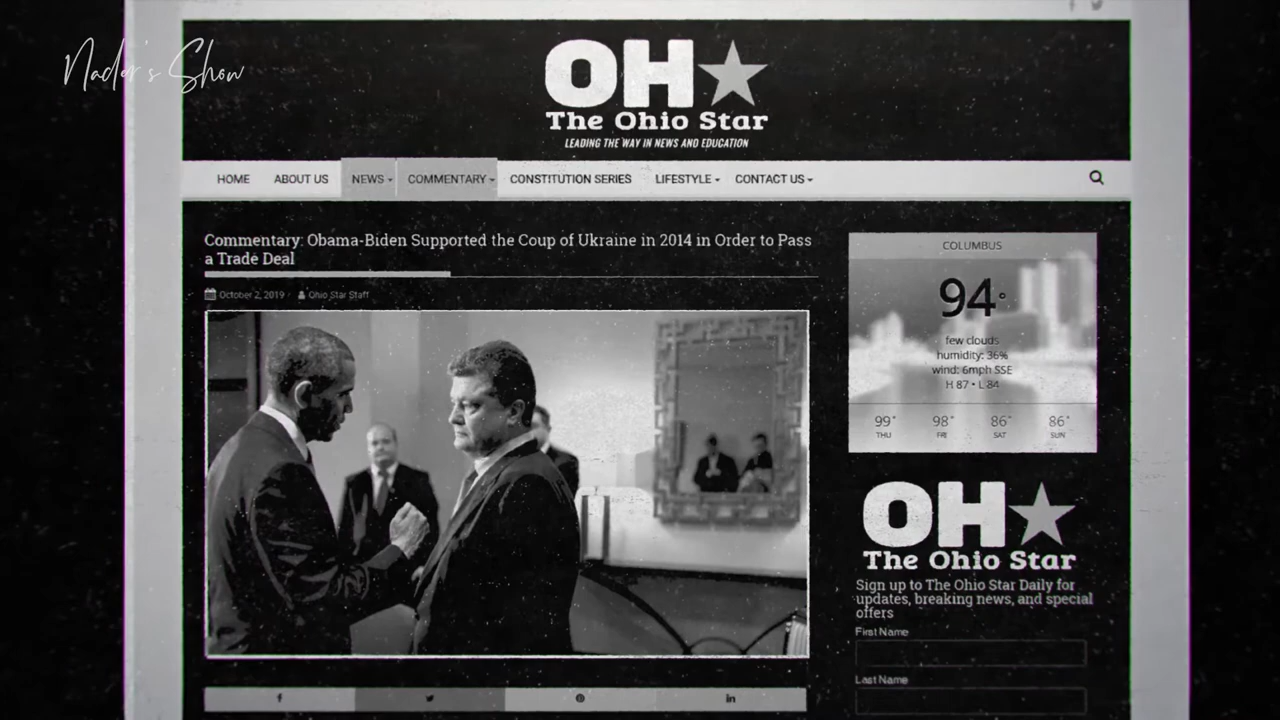 Nader's Show
OH
The Ohio Star
LEADING THE WAY IN NEWS AND EDUCATION
HOME ABOUT US NEWS COMMENTARY CONSTITUTION SERIES LIFESTYLE CONTACT US
Commentary: Obama-Biden Supported the Coup of Ukraine in 2014 in Order to Pass
a Trade Deal
October 2, 2019 / Ohio Star Staff
COLUMBUS
94°
few clouds
humidity: 36%
wind: 6mph SSE
H 87 • L 84
99° 98° 86° 86°
THU FRI SAT SUN
OH
The Ohio Star
Sign up to The Ohio Star Daily for
updates, breaking news, and special
offers
First Name
Last Name